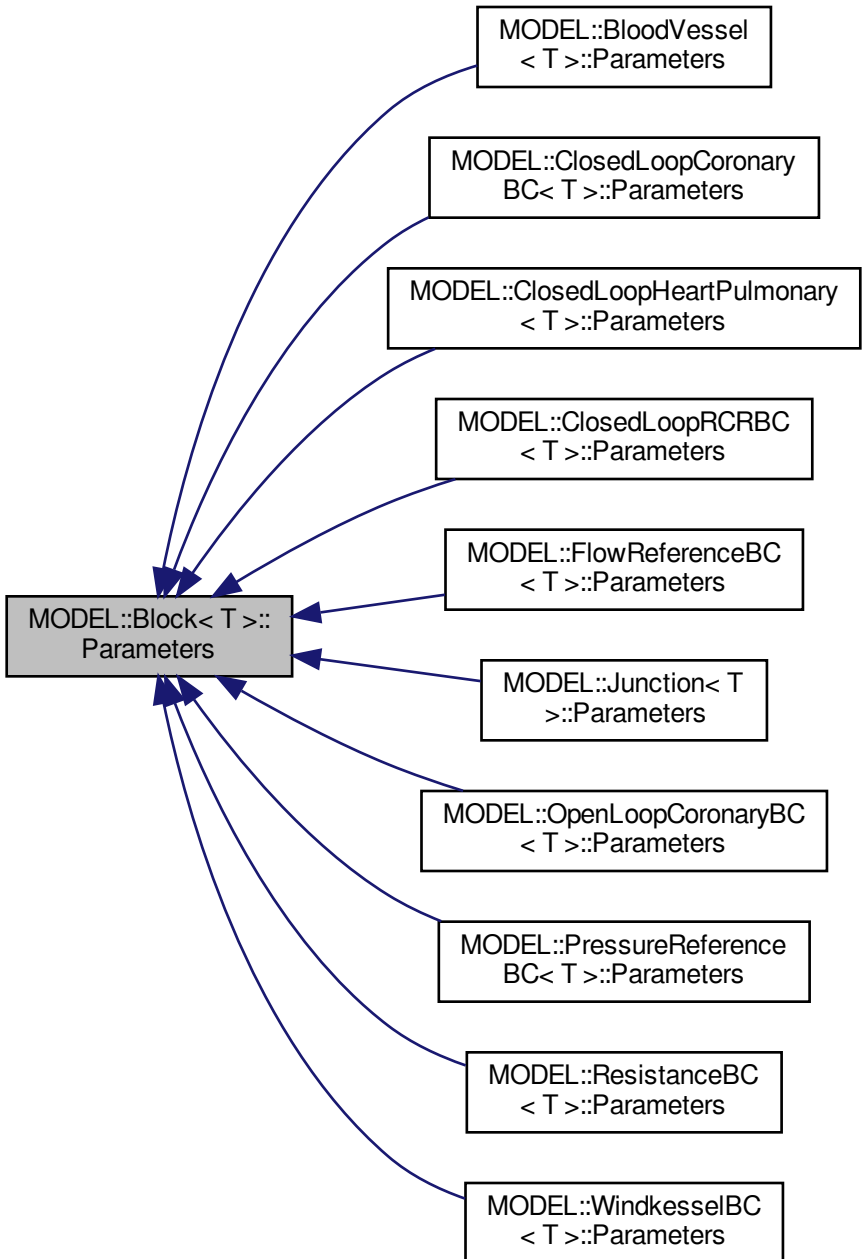 MODEL::BloodVessel
< T >::Parameters
MODEL::ClosedLoopCoronary
BC< T >::Parameters
MODEL::ClosedLoopHeartPulmonary
< T >::Parameters
MODEL::ClosedLoopRCRBC
< T >::Parameters
MODEL::FlowReferenceBC
< T >::Parameters
MODEL::Block< T >::
Parameters
MODEL::Junction< T
>::Parameters
MODEL::OpenLoopCoronaryBC
< T >::Parameters
MODEL::PressureReference
BC< T >::Parameters
MODEL::ResistanceBC
< T >::Parameters
MODEL::WindkesselBC
< T >::Parameters